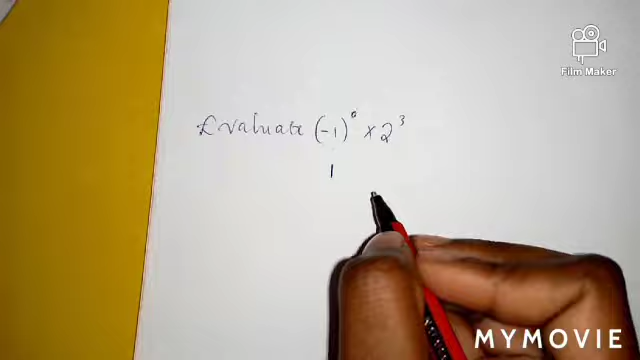 Film Maker
Evaluate (-1)⁰ × 2³
1
MYMOVIE